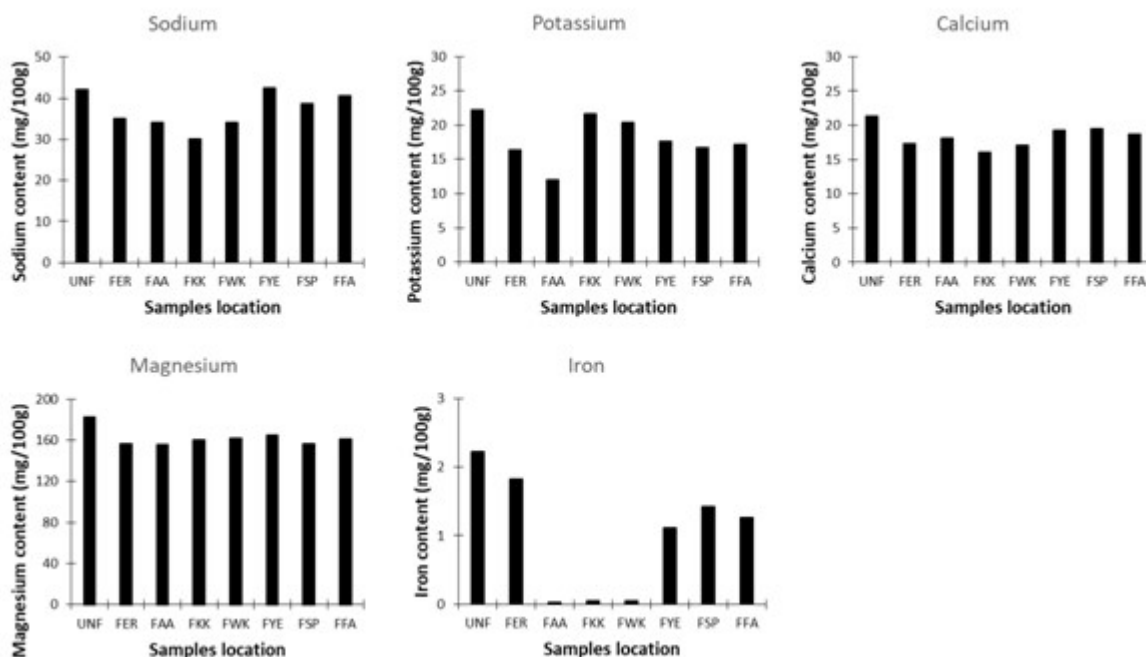 Sodium
Sodium content (mg/100g)
50
40
30
20
10
0
UNF FER FAA FKK FWK FYE FSP FFA
Samples location
Potassium
Potassium content (mg/100g)
30
25
20
15
10
5
0
UNF FER FAA FKK FWK FYE FSP FFA
Samples location
Calcium
Calcium content (mg/100g)
30
25
20
15
10
5
0
UNF FER FAA FKK FWK FYE FSP FFA
Samples location
Magnesium
Magnesium content (mg/100g)
200
160
120
80
40
0
UNF FER FAA FKK FWK FYE FSP FFA
Samples location
Iron
Iron content (mg/100g)
3
2
1
0
UNF FER FAA FKK FWK FYE FSP FFA
Samples location